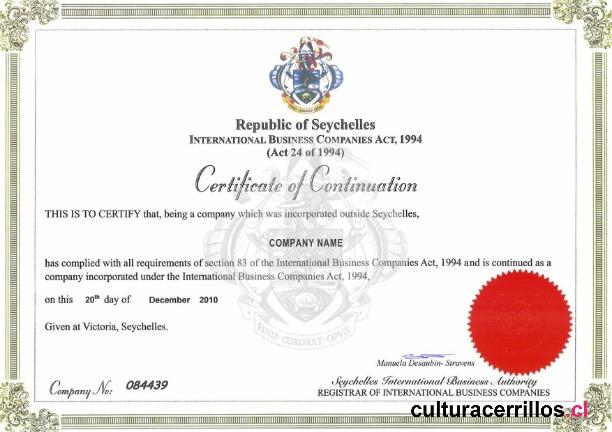 FINIS CORONAT OPVS
Republic of Seychelles
INTERNATIONAL BUSINESS COMPANIES ACT, 1994
(Act 24 of 1994)
Certificate of Continuation
THIS IS TO CERTIFY that, being a company which was incorporated outside Seychelles,
COMPANY NAME
has complied with all requirements of section 83 of the International Business Companies Act, 1994 and is continued as a
company incorporated under the International Business Companies Act, 1994,
on this 20th day of December 2010
FINIS·CORONAT·OPVS
Given at Victoria, Seychelles.
Manuela Desaubin- Stravens
Company No: 084439
Seychelles International Business Authority
REGISTRAR OF INTERNATIONAL BUSINESS COMPANIES
culturacerrillos.cl